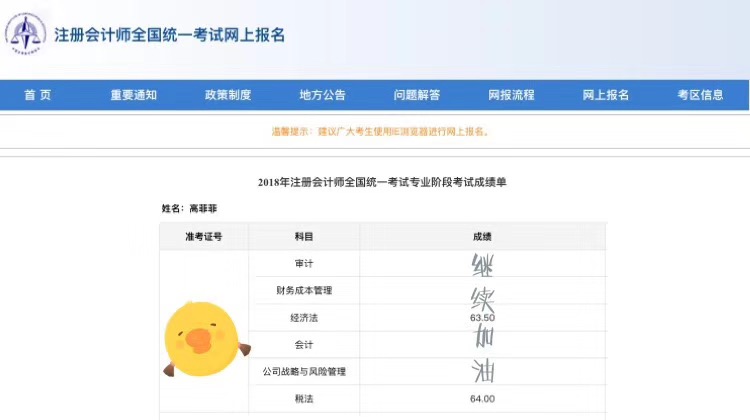 注册会计师全国统一考试网上报名
首 页 重要通知 政策制度 地方公告 问题解答 网报流程 网上报名 考区信息
温馨提示：建议广大考生使用IE浏览器进行网上报名。
2018年注册会计师全国统一考试专业阶段考试成绩单
姓名：高菲菲
准考证号 科目 成绩
审计 继
财务成本管理 续
经济法 63.50
会计 加
公司战略与风险管理 油
税法 64.00